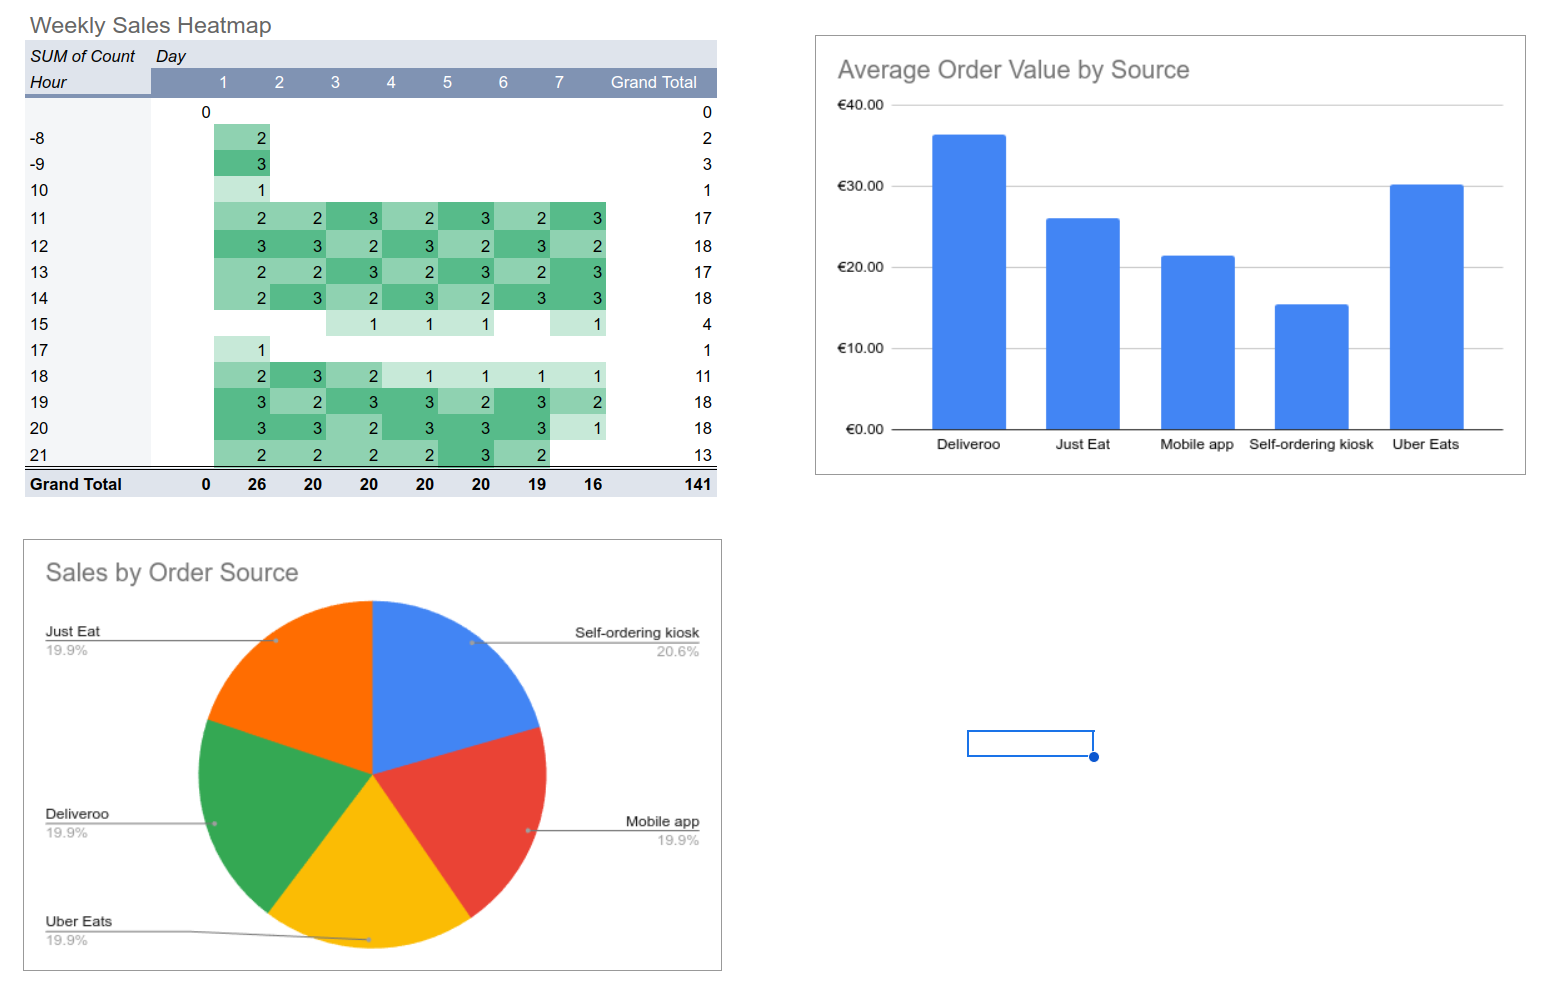 Weekly Sales Heatmap
SUM of Count Day
Hour 1 2 3 4 5 6 7 Grand Total
0 0
-8 2 2
-9 3 3
10 1 1
11 2 2 3 2 3 2 3 17
12 3 3 2 3 2 3 2 18
13 2 2 3 2 3 2 3 17
14 2 3 2 3 2 3 3 18
15 1 1 1 1 4
17 1 1
18 2 3 2 1 1 1 1 11
19 3 2 3 3 2 3 2 18
20 3 3 2 3 3 3 1 18
21 2 2 2 2 3 2 13
Grand Total 0 26 20 20 20 20 19 16 141
Average Order Value by Source
€40.00
€30.00
€20.00
€10.00
€0.00
Deliveroo Just Eat Mobile app Self-ordering kiosk Uber Eats
Sales by Order Source
Just Eat
19.9%
Self-ordering kiosk
20.6%
Deliveroo
19.9%
Mobile app
19.9%
Uber Eats
19.9%